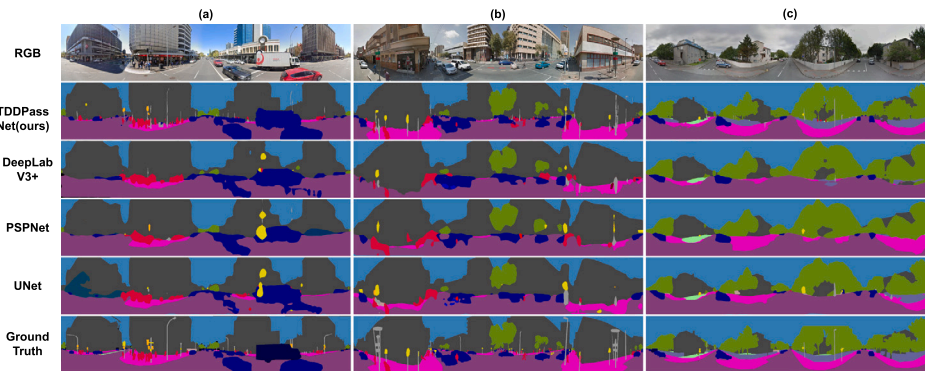 (a) (b) (c)
RGB
TDDPass
Net(ours)
DeepLab
V3+
PSPNet
UNet
Ground
Truth